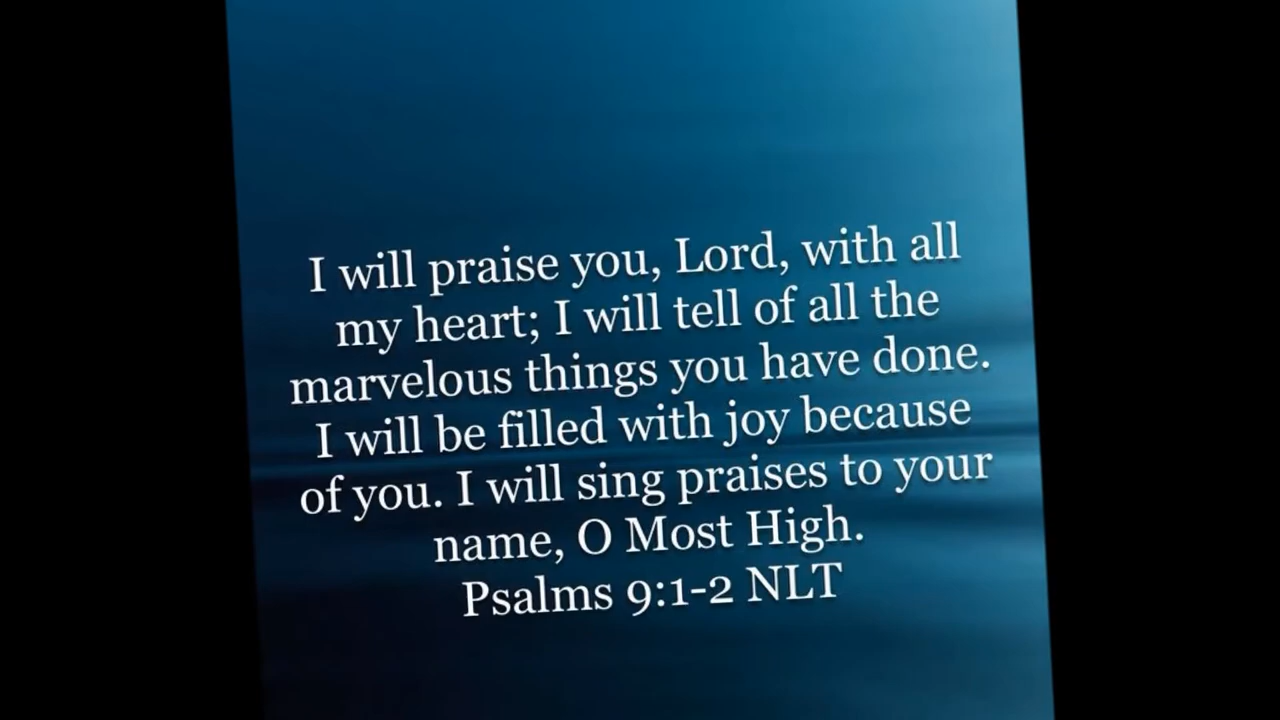 I will praise you, Lord, with all
my heart; I will tell of all the
marvelous things you have done.
I will be filled with joy because
of you. I will sing praises to your
name, O Most High.
Psalms 9:1-2 NLT